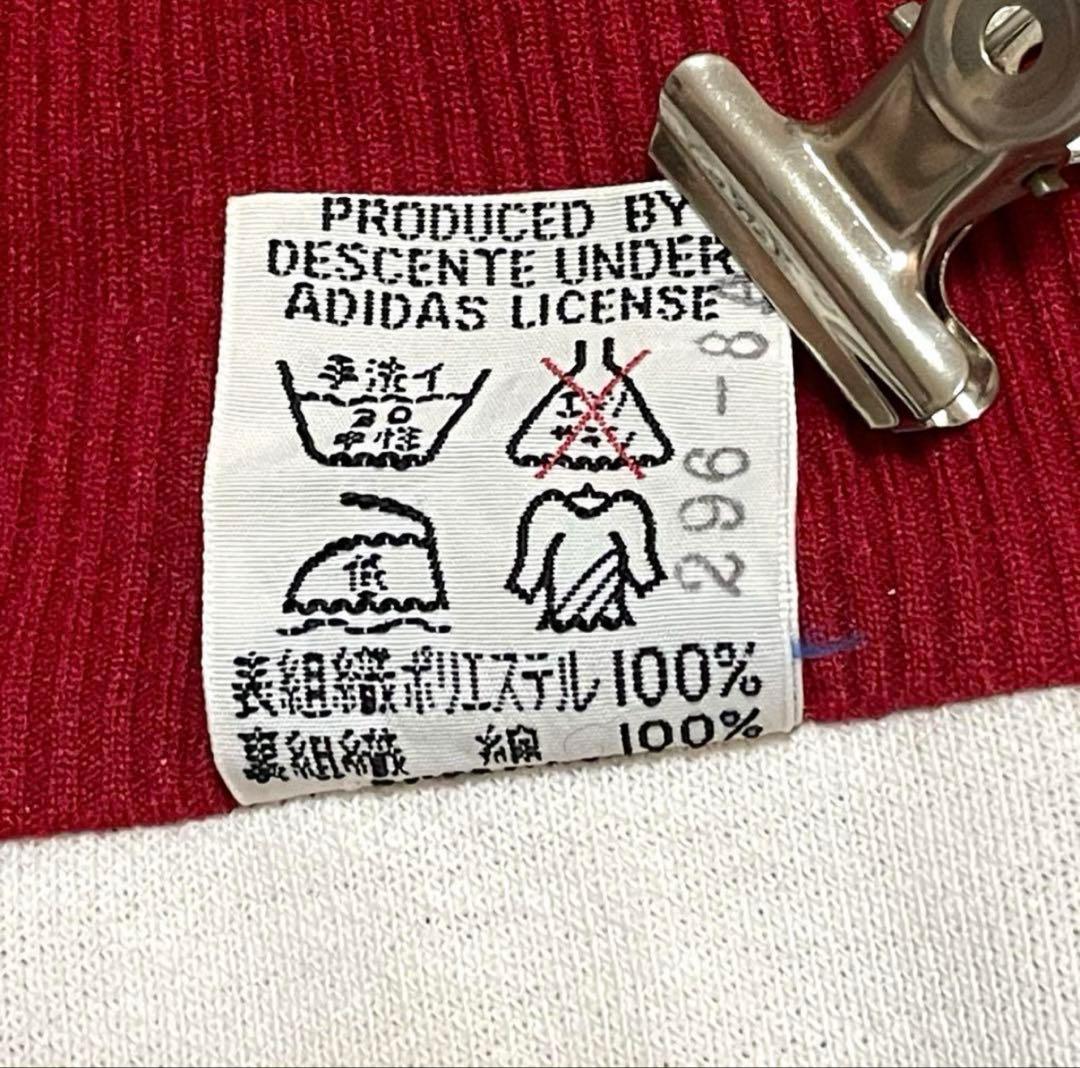 PRODUCED BY
DESCENTE UNDER
ADIDAS LICENSE
手洗イ
30
中性
低
表組織ポリエステル100%
裏組織 綿 100%
296-84